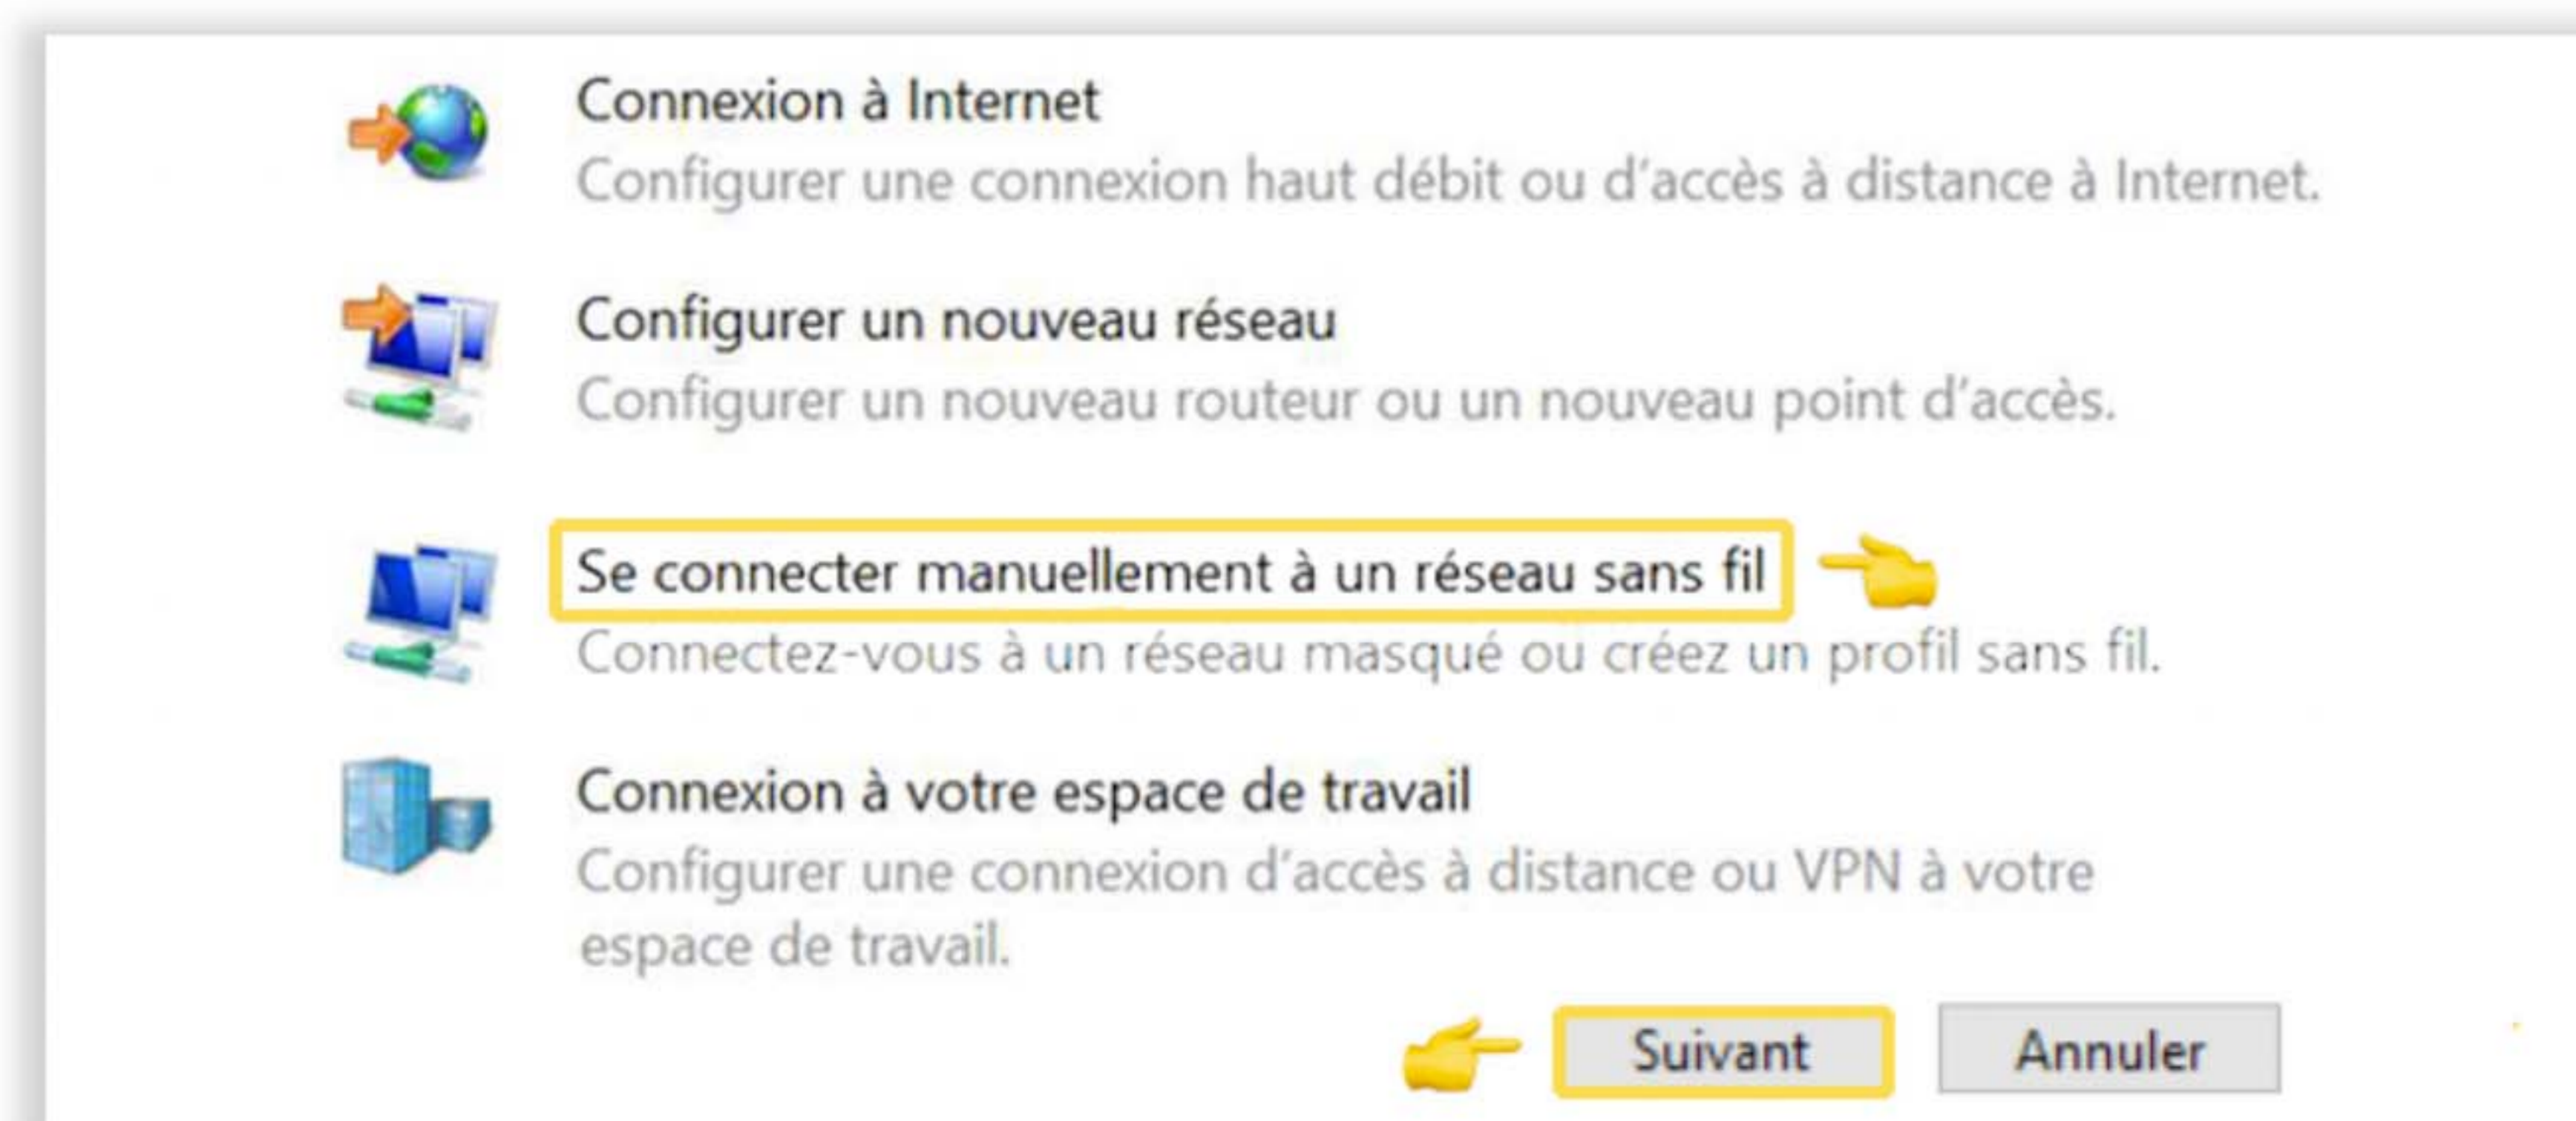 Connexion à Internet
Configurer une connexion haut débit ou d'accès à distance à Internet.
Configurer un nouveau réseau
Configurer un nouveau routeur ou un nouveau point d'accès.
Se connecter manuellement à un réseau sans fil
Connectez-vous à un réseau masqué ou créez un profil sans fil.
Connexion à votre espace de travail
Configurer une connexion d'accès à distance ou VPN à votre
espace de travail.
Suivant
Annuler